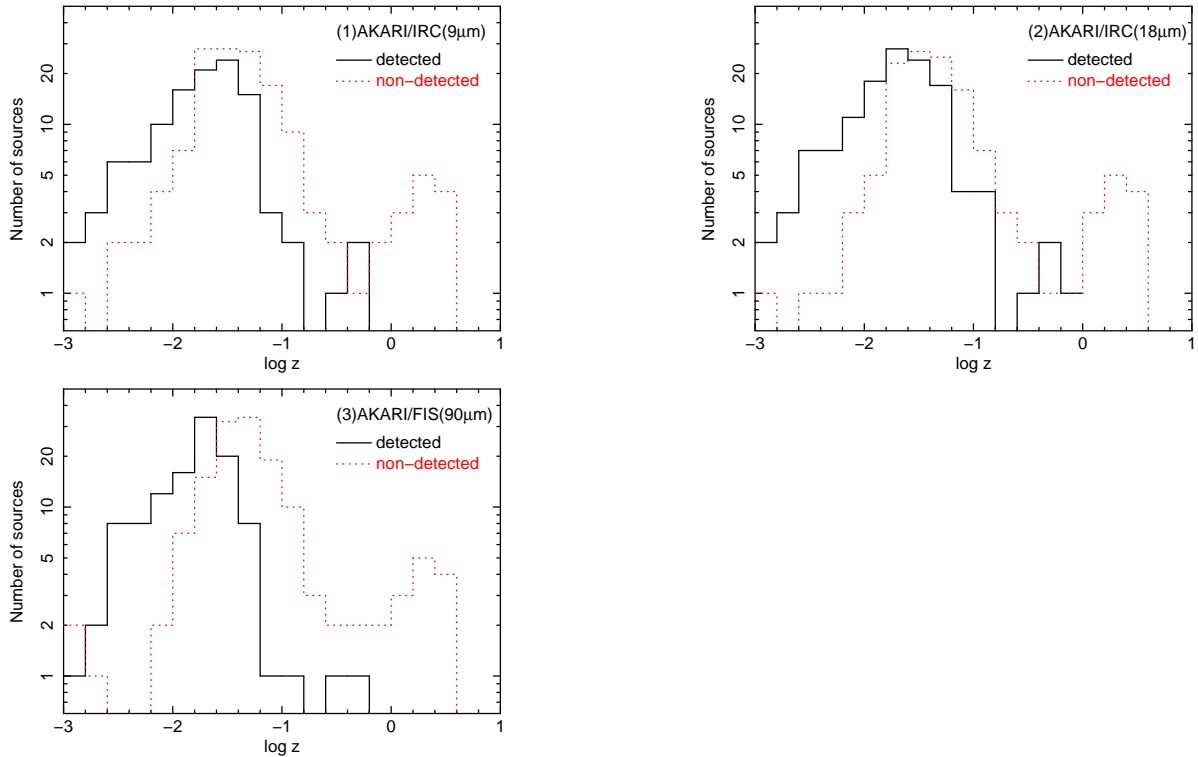 (1)AKARI/IRC(9μm)
detected
non−detected
Number of sources
20
10
5
2
1
−3 −2 −1 0 1
log z
(2)AKARI/IRC(18μm)
detected
non−detected
Number of sources
20
10
5
2
1
−3 −2 −1 0 1
log z
(3)AKARI/FIS(90μm)
detected
non−detected
Number of sources
20
10
5
2
1
−3 −2 −1 0 1
log z